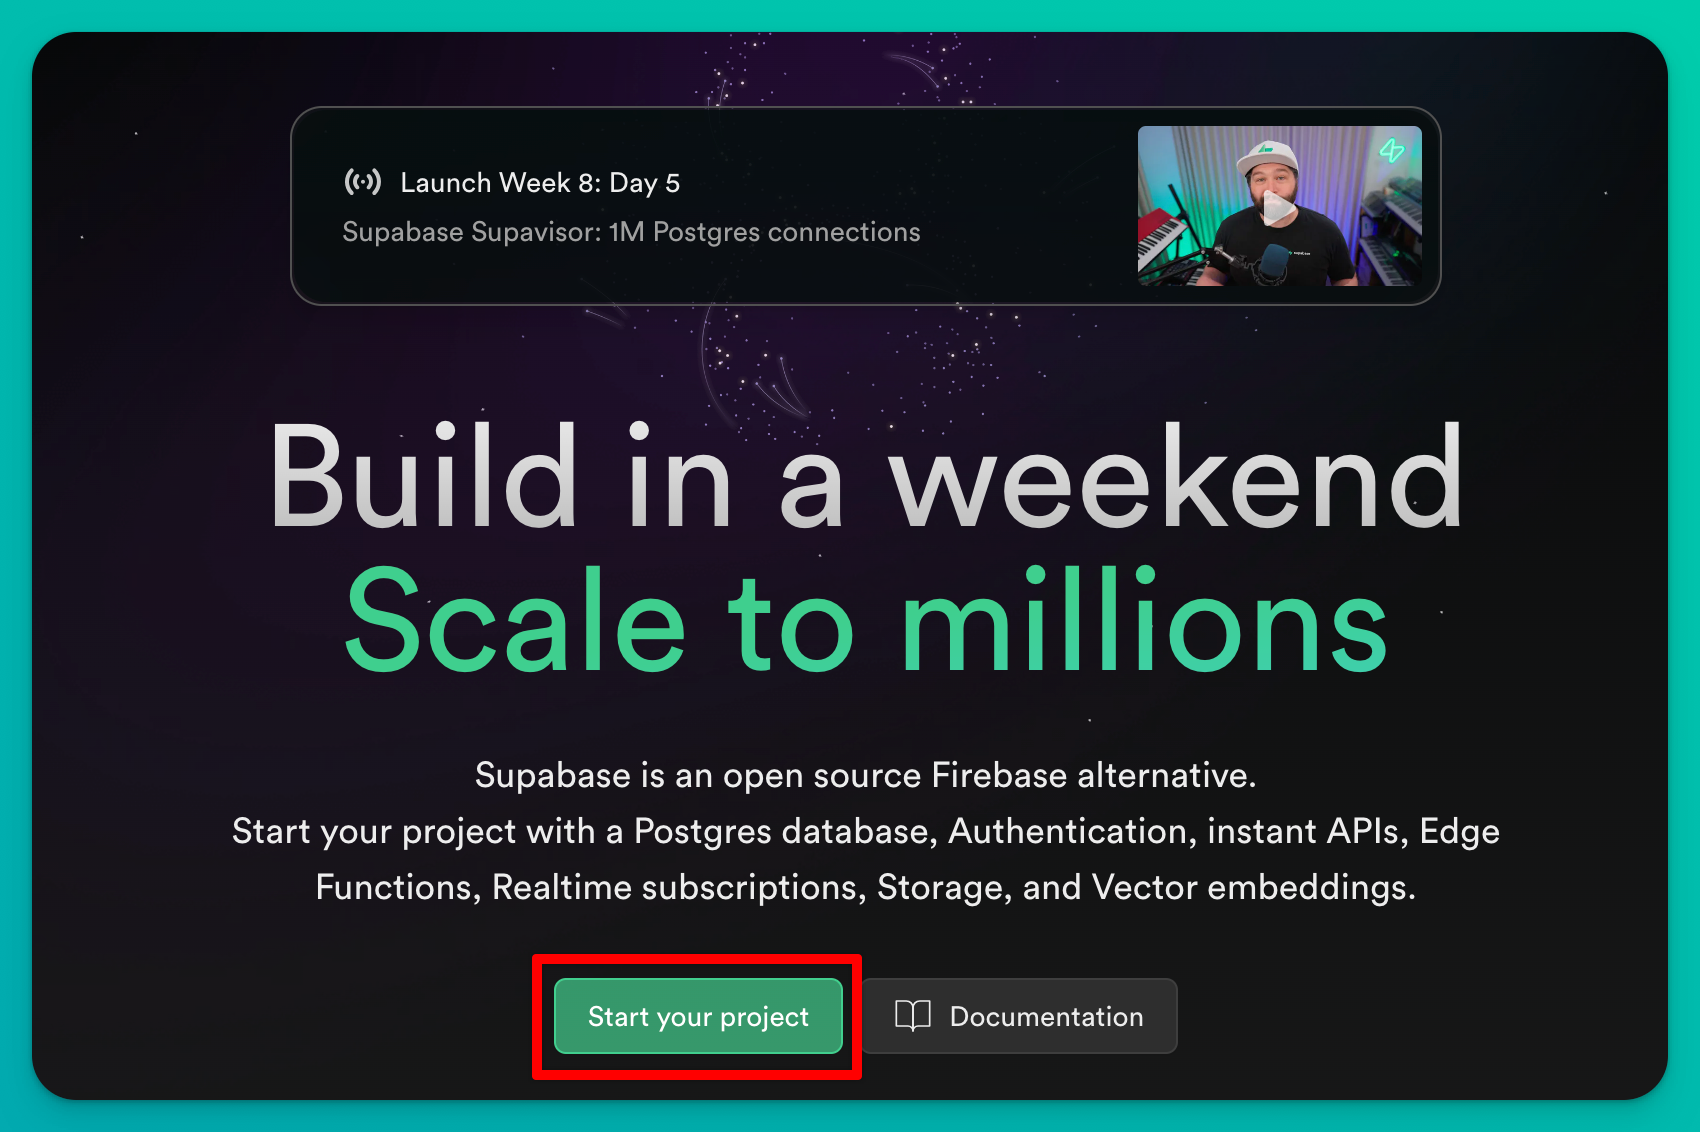 Launch Week 8: Day 5
Supabase Supavisor: 1M Postgres connections
Build in a weekend
Scale to millions
Supabase is an open source Firebase alternative.
Start your project with a Postgres database, Authentication, instant APIs, Edge
Functions, Realtime subscriptions, Storage, and Vector embeddings.
Start your project
Documentation